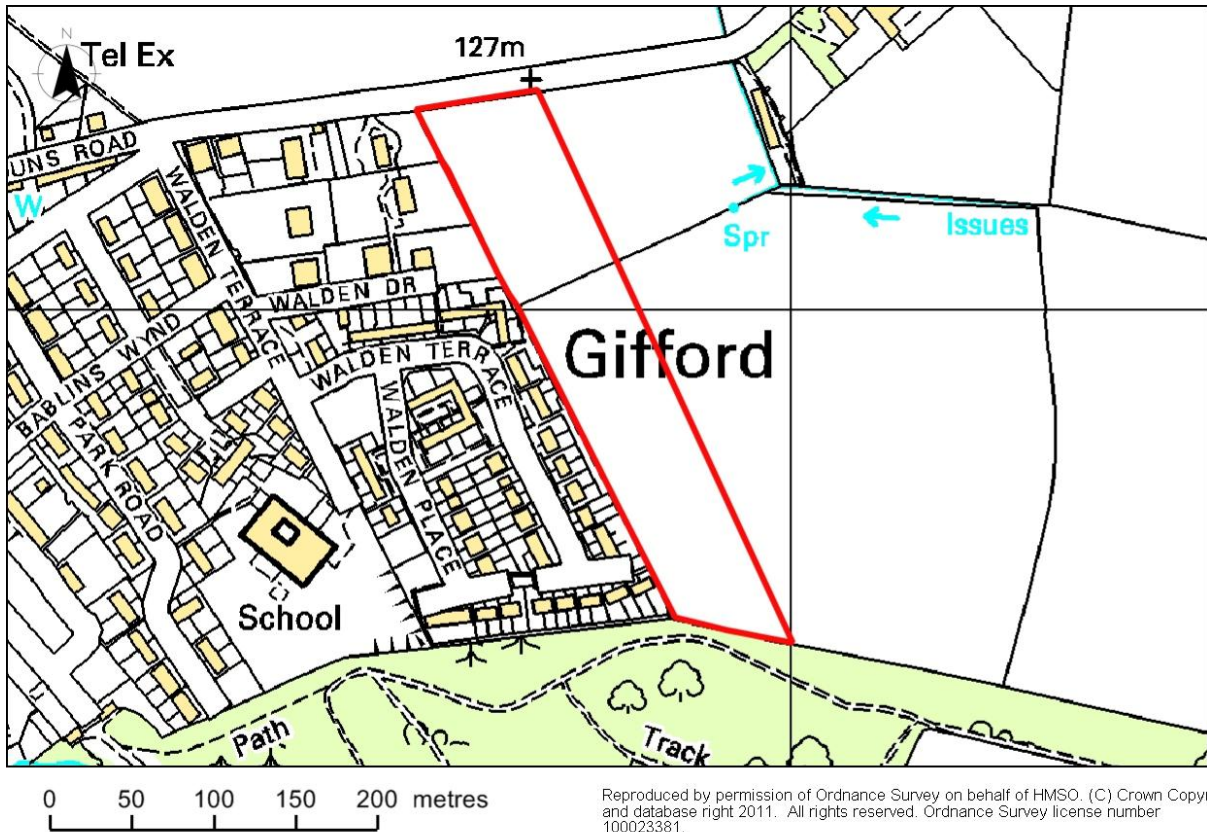 N
Tel Ex
127m
UNS ROAD
W
WALDEN TERRACE
Spr
Issues
WALDEN DR
BABLINS WYND
WALDEN TERRACE
Gifford
WALDEN PLACE
PARK ROAD
School
Path
Track
0 50 100 150 200 metres
Reproduced by permission of Ordnance Survey on behalf of HMSO. (C) Crown Copyr
and database right 2011. All rights reserved. Ordnance Survey license number
100023381.